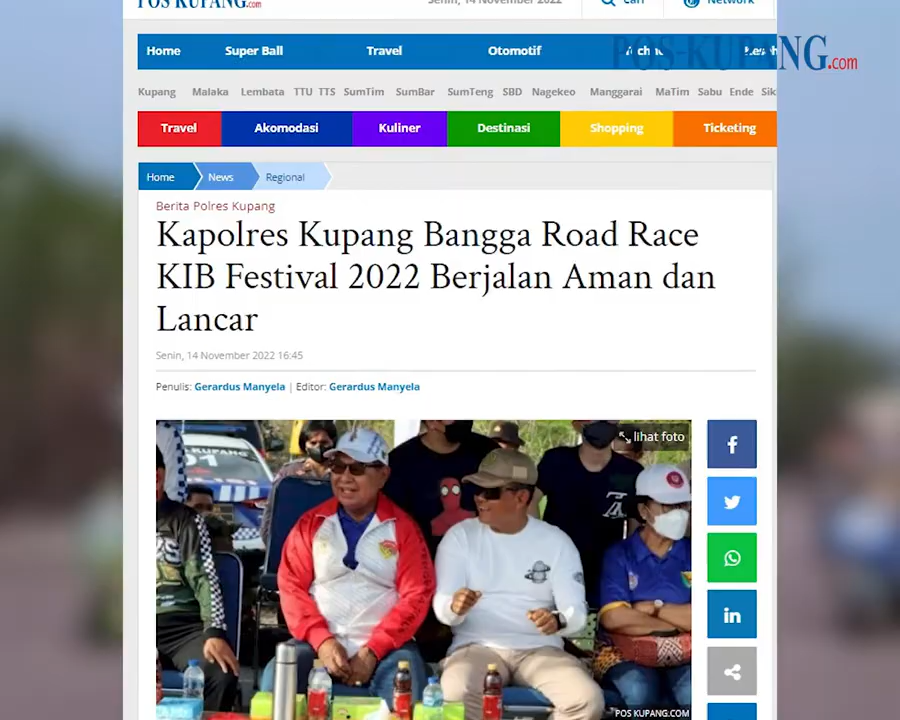 POS KUPANG.com
Senin, 14 November 2022
Cari
Network
POS-KUPANG.com
Home Super Ball Travel Otomotif Techno
Kupang Malaka Lembata TTU TTS SumTim SumBar SumTeng SBD Nagekeo Manggarai MaTim Sabu Ende Sik
Travel Akomodasi Kuliner Destinasi Shopping Ticketing
Home News Regional
Berita Polres Kupang
Kapolres Kupang Bangga Road Race
KIB Festival 2022 Berjalan Aman dan
Lancar
Senin, 14 November 2022 16:45
Penulis: Gerardus Manyela | Editor: Gerardus Manyela
lihat foto
POS KUPANG.COM